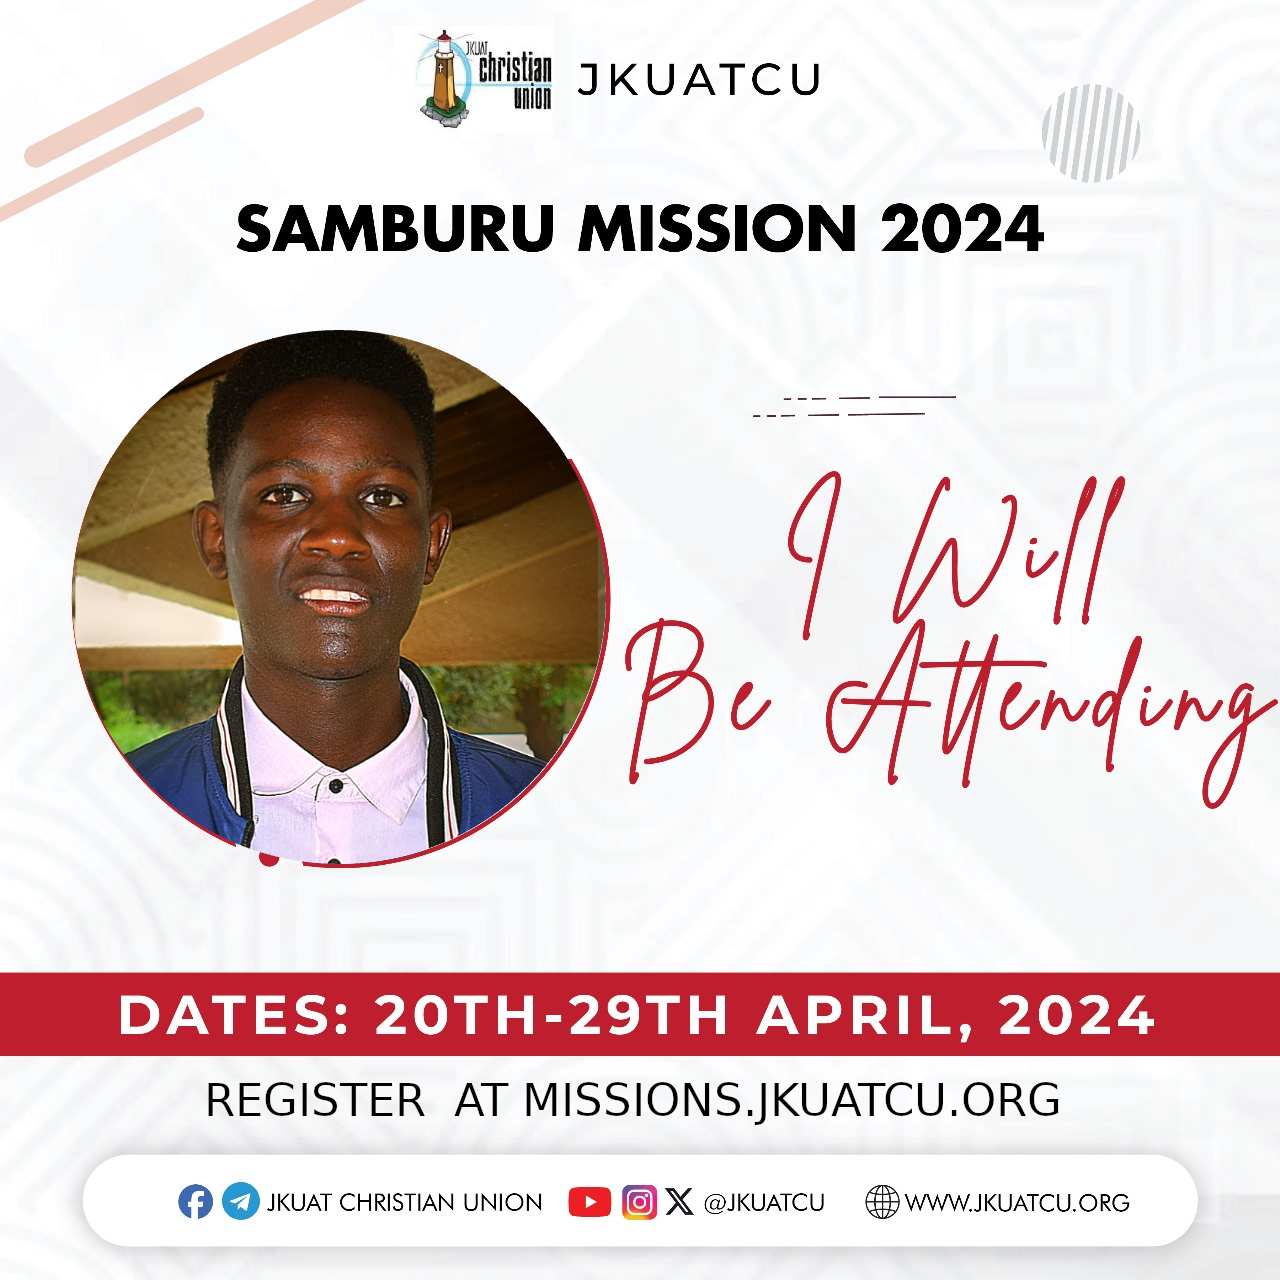 JKUAT
christian
union
JKUATCU
SAMBURU MISSION 2024
I Will
Be Attending
DATES: 20TH-29TH APRIL, 2024
REGISTER  AT MISSIONS.JKUATCU.ORG
JKUAT CHRISTIAN UNION @JKUATCU WWW.JKUATCU.ORG